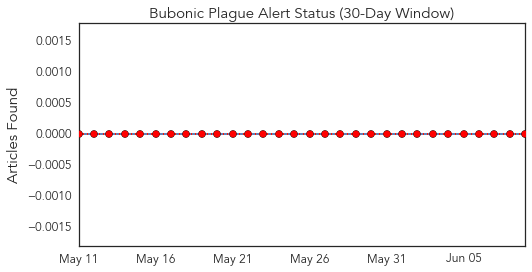 Bubonic Plague Alert Status (30-Day Window)
Articles Found
0.0015
0.0010
0.0005
0.0000
−0.0005
−0.0010
−0.0015
May 11 May 16 May 21 May 26 May 31 Jun 05